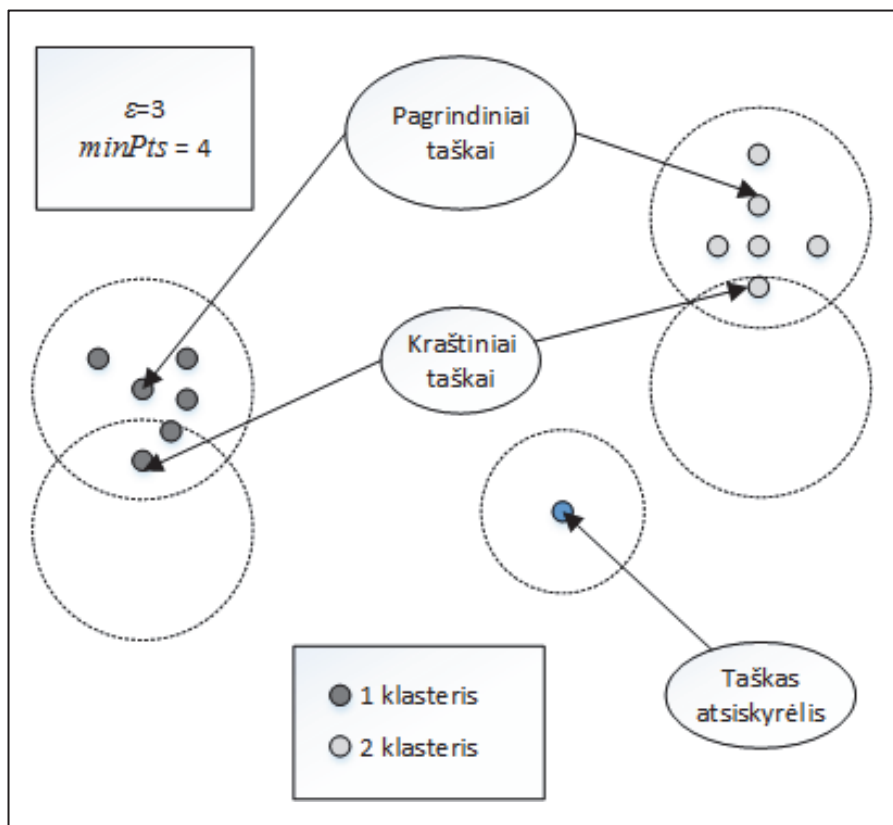 ε=3
minPts = 4
Pagrindiniai
taškai
Kraštiniai
taškai
Taškas
atsiskyrėlis
1 klasteris
2 klasteris